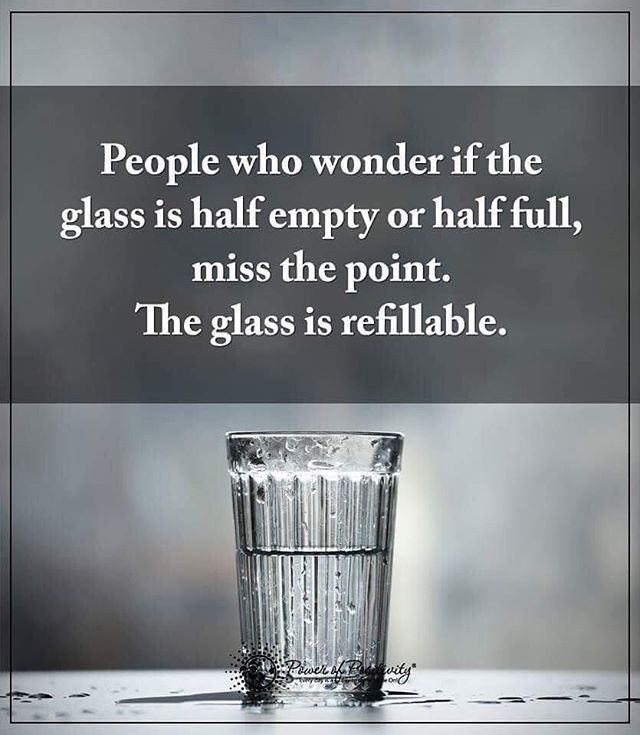 People who wonder if the
glass is half empty or half full,
miss the point.
The glass is refillable.
Power of Positivity®